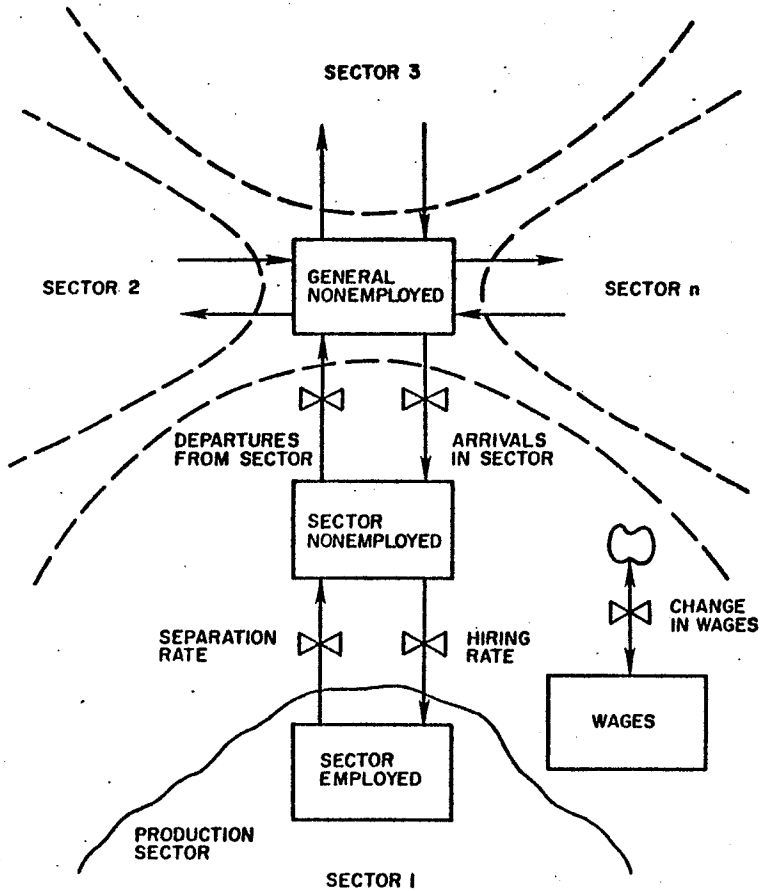 SECTOR 3
GENERAL
NONEMPLOYED
SECTOR 2
SECTOR n
DEPARTURES
FROM SECTOR
ARRIVALS
IN SECTOR
SECTOR
NONEMPLOYED
SEPARATION
RATE
HIRING
RATE
CHANGE
IN WAGES
WAGES
SECTOR
EMPLOYED
PRODUCTION
SECTOR
SECTOR 1